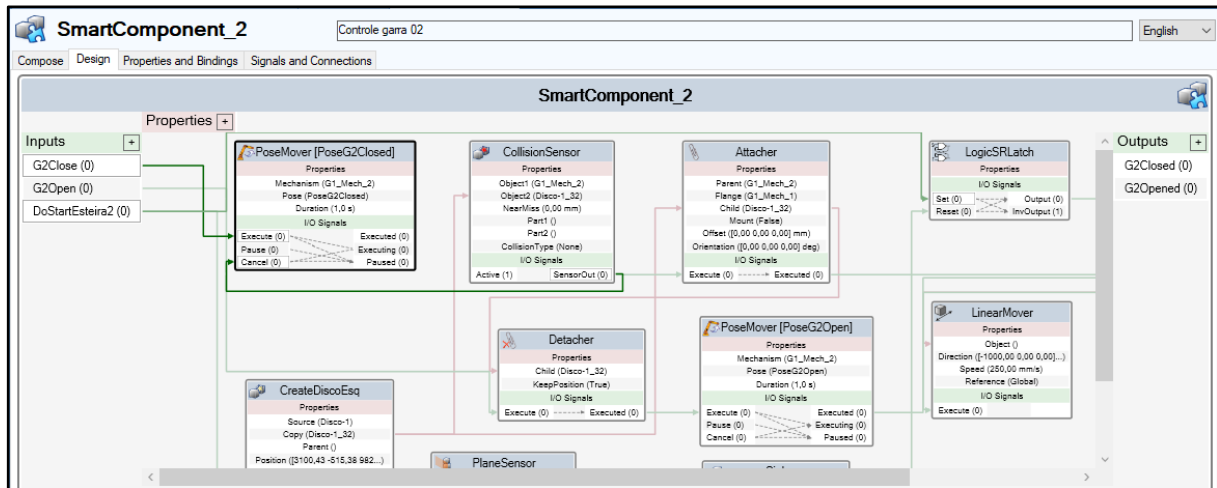 SmartComponent_2
Controle garra 02
English
Compose Design Properties and Bindings Signals and Connections
SmartComponent_2
Properties +
Inputs +
G2Close (0)
G2Open (0)
DoStartEsteira2 (0)
PoseMover [PoseG2Closed]
Properties
Mechanism (G1_Mech_2)
Pose (PoseG2Closed)
Duration (1,0 s)
I/O Signals
Execute (0) Executed (0)
Pause (0) Executing (0)
Cancel (0) Paused (0)
CollisionSensor
Properties
Object1 (G1_Mech_2)
Object2 (Disco-1_32)
NearMiss (0,00 mm)
Part1 ()
Part2 ()
CollisionType (None)
I/O Signals
Active (1) SensorOut (0)
Attacher
Properties
Parent (G1_Mech_2)
Flange (G1_Mech_1)
Child (Disco-1_32)
Mount (False)
Offset ([0,00 0,00 0,00] mm)
Orientation ([0,00 0,00 0,00] deg)
I/O Signals
Execute (0) Executed (0)
LogicSRLatch
Properties
I/O Signals
Set (0) Output (0)
Reset (0) InvOutput (1)
Outputs +
G2Closed (0)
G2Opened (0)
Detacher
Properties
Child (Disco-1_32)
KeepPosition (True)
I/O Signals
Execute (0) Executed (0)
PoseMover [PoseG2Open]
Properties
Mechanism (G1_Mech_2)
Pose (PoseG2Open)
Duration (1,0 s)
I/O Signals
Execute (0) Executed (0)
Pause (0) Executing (0)
Cancel (0) Paused (0)
LinearMover
Properties
Object ()
Direction ([-1000,00 0,00 0,00]...)
Speed (250,00 mm/s)
Reference (Global)
I/O Signals
Execute (0)
CreateDiscoEsq
Properties
Source (Disco-1)
Copy (Disco-1_32)
Parent ()
Position ([3100,43 -515,38 982...)
PlaneSensor